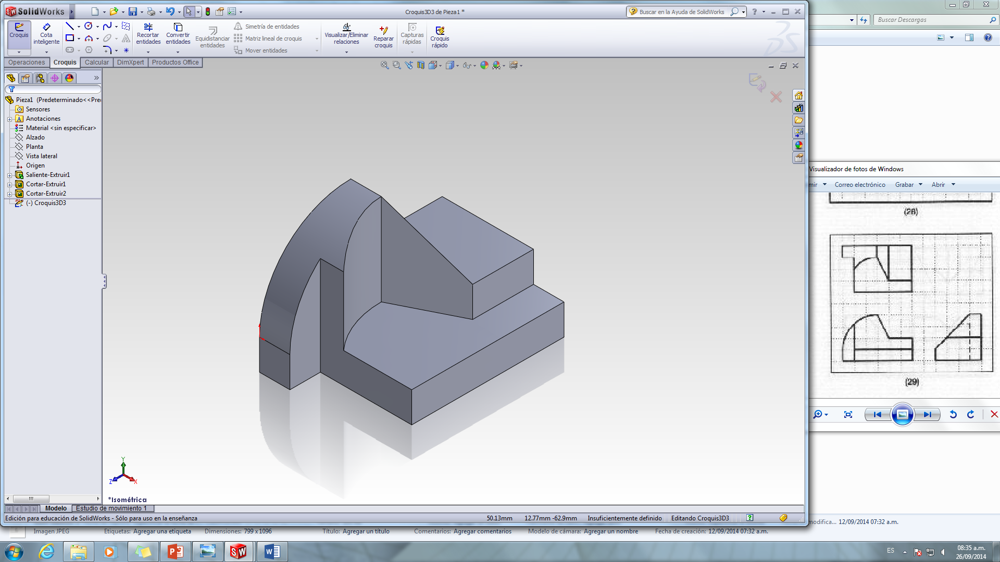 SolidWorks
Croquis3D3 de Pieza1 *
Buscar en la Ayuda de SolidWorks
Buscar Descargas
Croquis
Cota inteligente
Recortar entidades
Convertir entidades
Equidistanciar entidades
Simetría de entidades
Matriz lineal de croquis
Mover entidades
Visualizar/Eliminar relaciones
Reparar croquis
Capturas rápidas
Croquis rápido
Operaciones
Croquis
Calcular
DimXpert
Productos Office
Pieza1 (Predeterminado<<Pre
Sensores
Anotaciones
Material <sin especificar>
Alzado
Planta
Vista lateral
Origen
Saliente-Extruir1
Cortar-Extruir1
Cortar-Extruir2
(-) Croquis3D3
Y
Z
X
*Isométrica
Modelo
Estudio de movimiento 1
Edición para educación de SolidWorks - Sólo para uso en la enseñanza
50.13mm
12.77mm -62.9mm
Insuficientemente definido
Editando Croquis3D3
Visualizador de fotos de Windows
mir
Correo electrónico
Grabar
Abrir
(28)
(29)
modifica... 12/09/2014 07:32 a.m.
Imagen JPEG
Etiquetas: Agregar una etiqueta
Dimensiones: 799 x 1096
Título: Agregar un título
Comentarios: Agregar comentarios
Modelo de cámara: Agregar un nombre
Fecha de creación: 12/09/2014 07:32 a.m.
ES
08:35 a.m.
26/09/2014